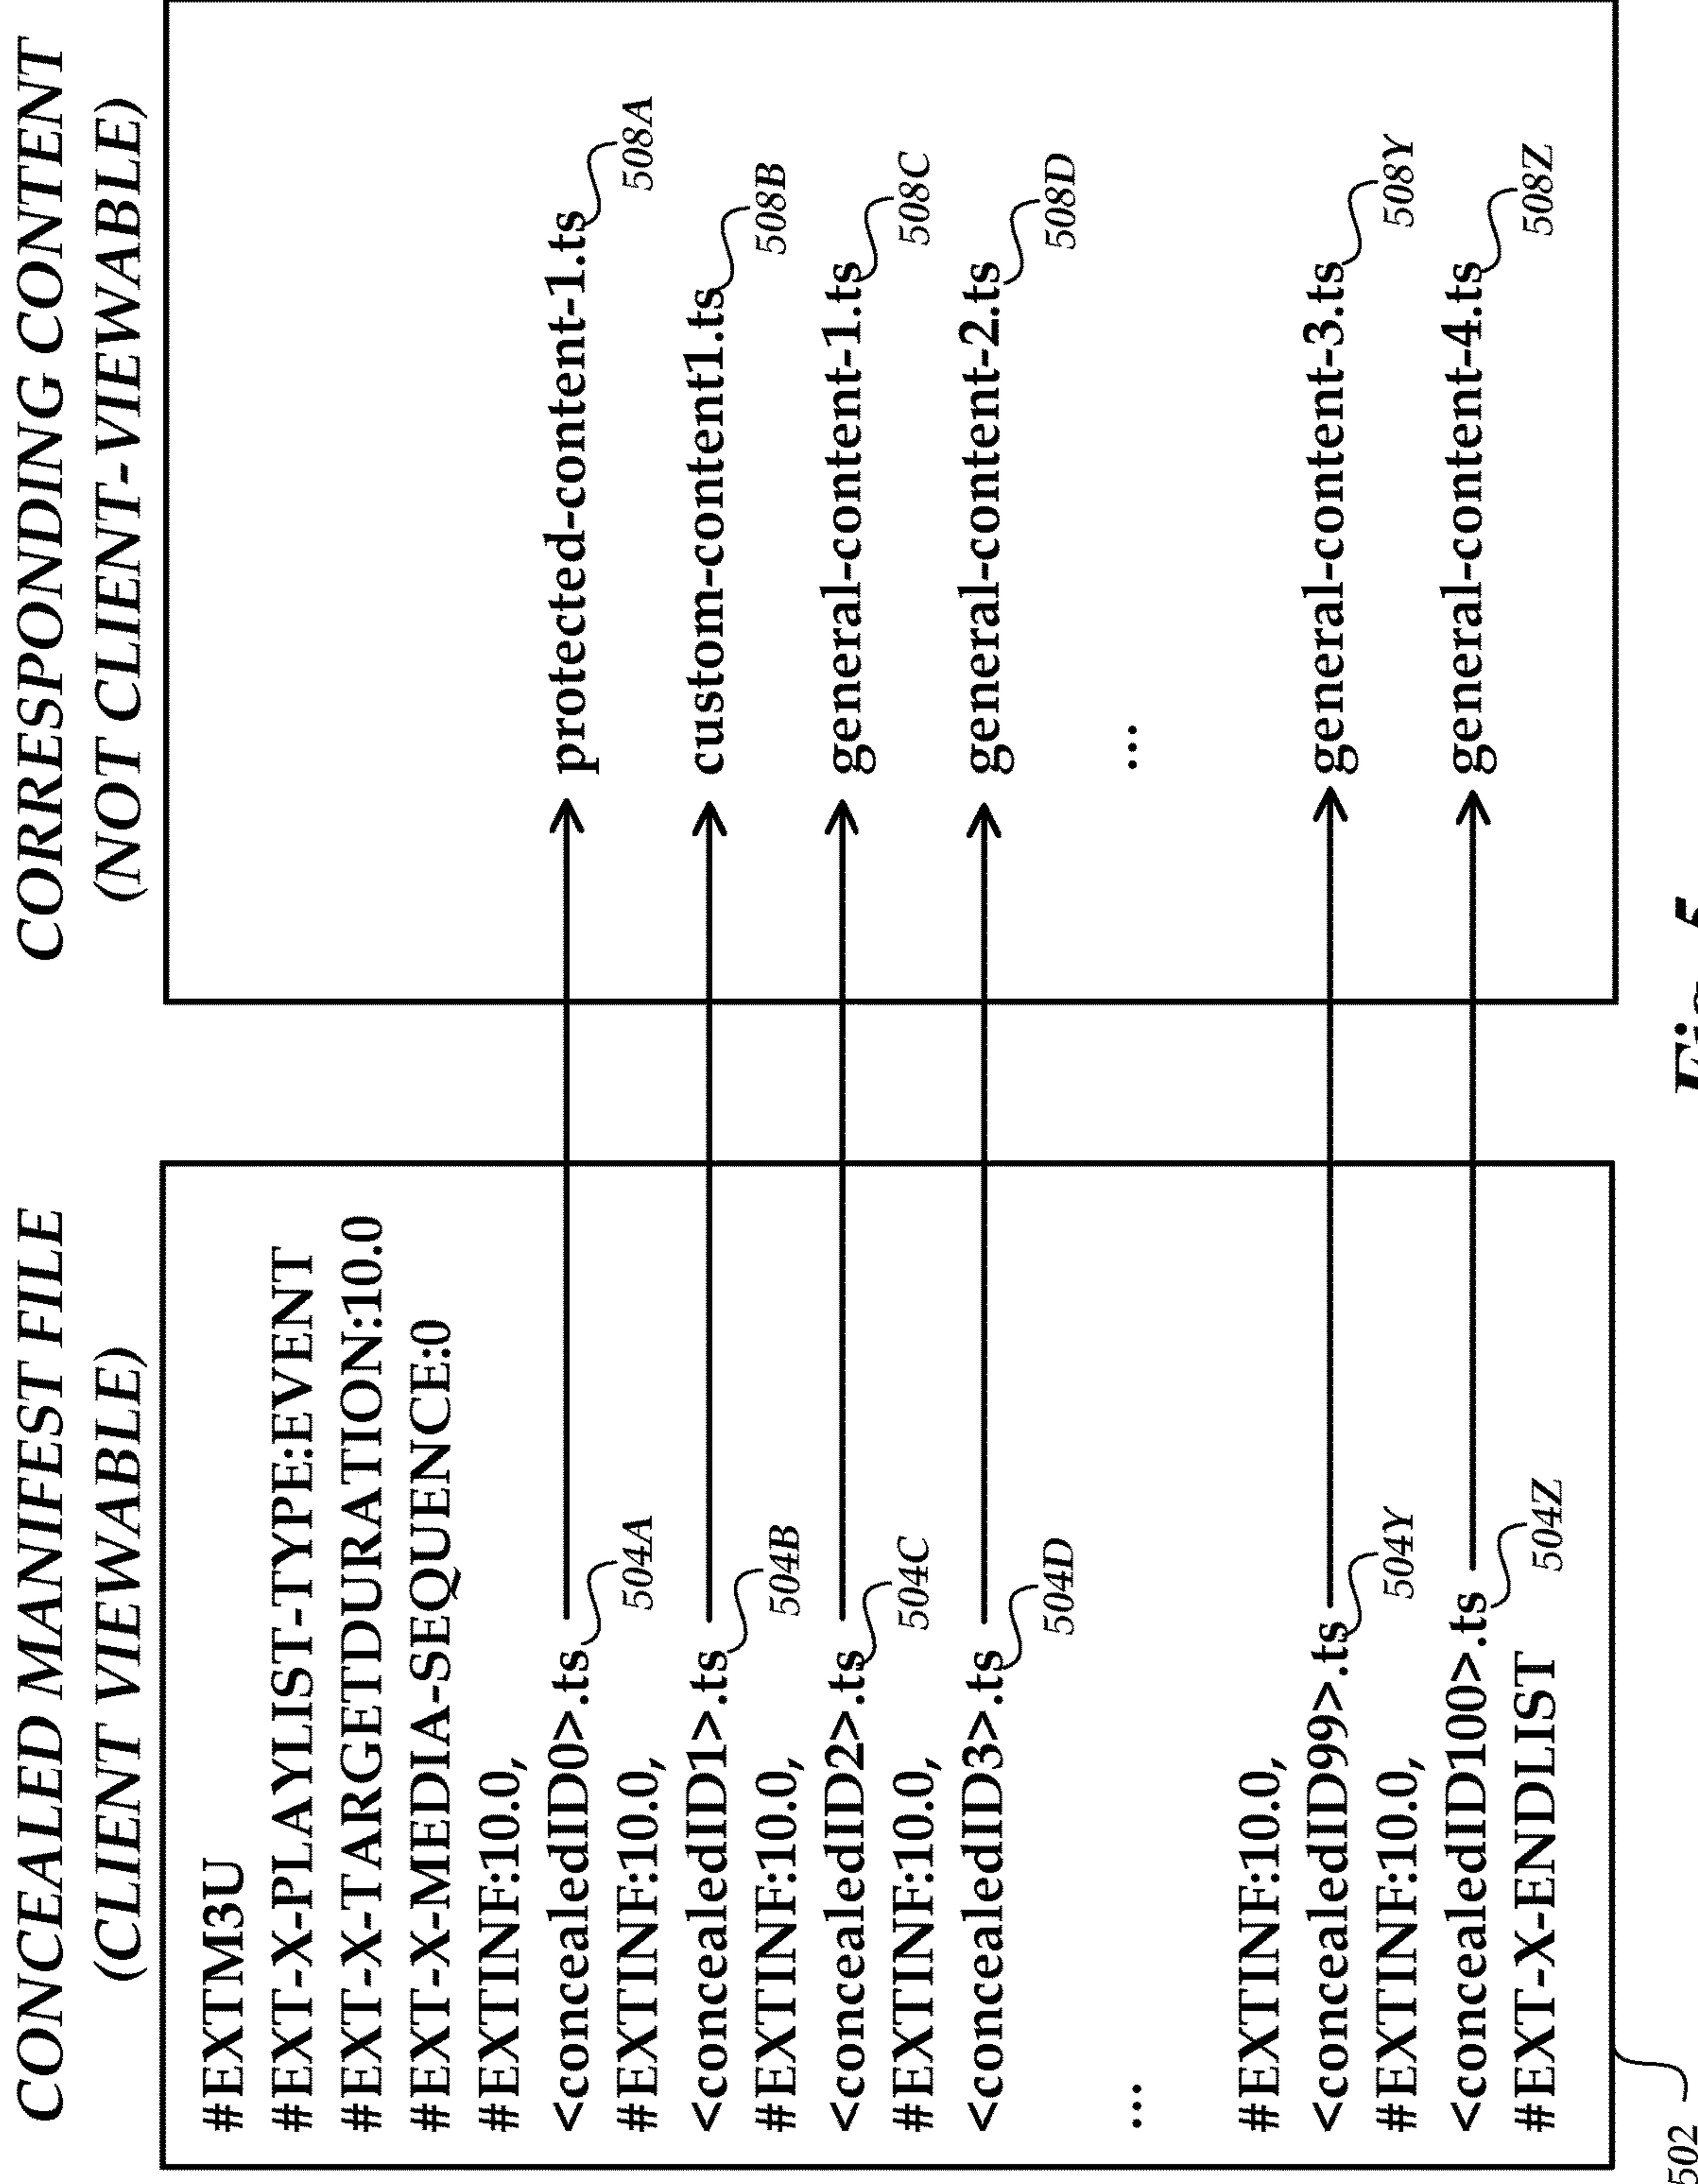 CONCEALED MANIFEST FILE
(CLIENT VIEWABLE)
#EXTM3U
#EXT-X-PLAYLIST-TYPE:EVENT
#EXT-X-TARGETDURATION:10.0
#EXT-X-MEDIA-SEQUENCE:0
#EXTINF:10.0,
<concealedID0>.ts
504A
#EXTINF:10.0,
<concealedID1>.ts
504B
#EXTINF:10.0,
<concealedID2>.ts
504C
#EXTINF:10.0,
<concealedID3>.ts
504D
...
#EXTINF:10.0,
<concealedID99>.ts
504Y
#EXTINF:10.0,
<concealedID100>.ts
504Z
#EXT-X-ENDLIST
502
CORRESPONDING CONTENT
(NOT CLIENT-VIEWABLE)
protected-content-1.ts
508A
custom-content1.ts
508B
general-content-1.ts
508C
general-content-2.ts
508D
...
general-content-3.ts
508Y
general-content-4.ts
508Z